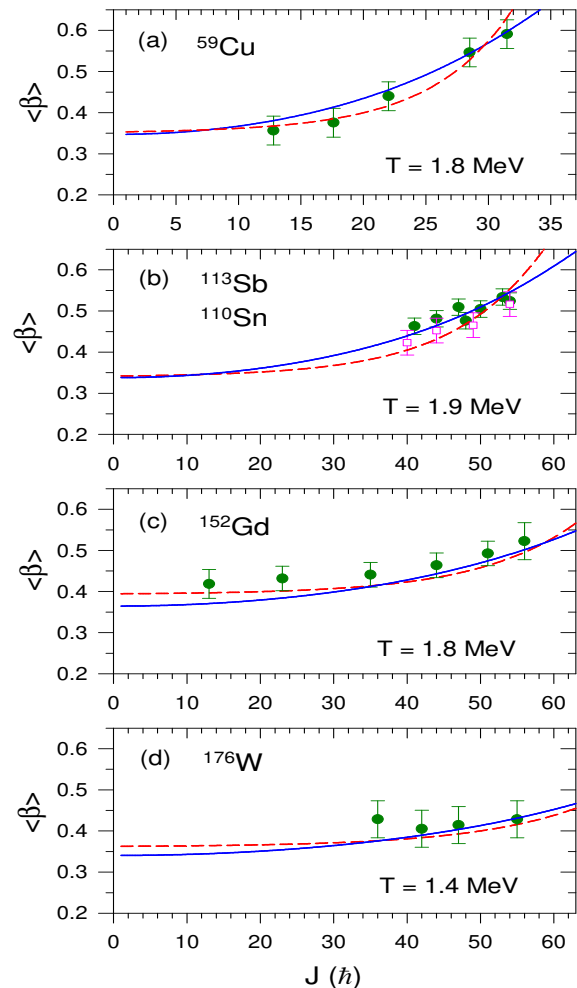 (a) ⁵⁹Cu
0.6
0.5
0.4
0.3
0.2
<β>
T = 1.8 MeV
0 5 10 15 20 25 30 35
(b) ¹¹³Sb
¹¹⁰Sn
0.6
0.5
0.4
0.3
0.2
<β>
T = 1.9 MeV
0 10 20 30 40 50 60
(c) ¹⁵²Gd
0.6
0.5
0.4
0.3
0.2
<β>
T = 1.8 MeV
0 10 20 30 40 50 60
(d) ¹⁷⁶W
0.6
0.5
0.4
0.3
0.2
<β>
T = 1.4 MeV
0 10 20 30 40 50 60
J (ħ)